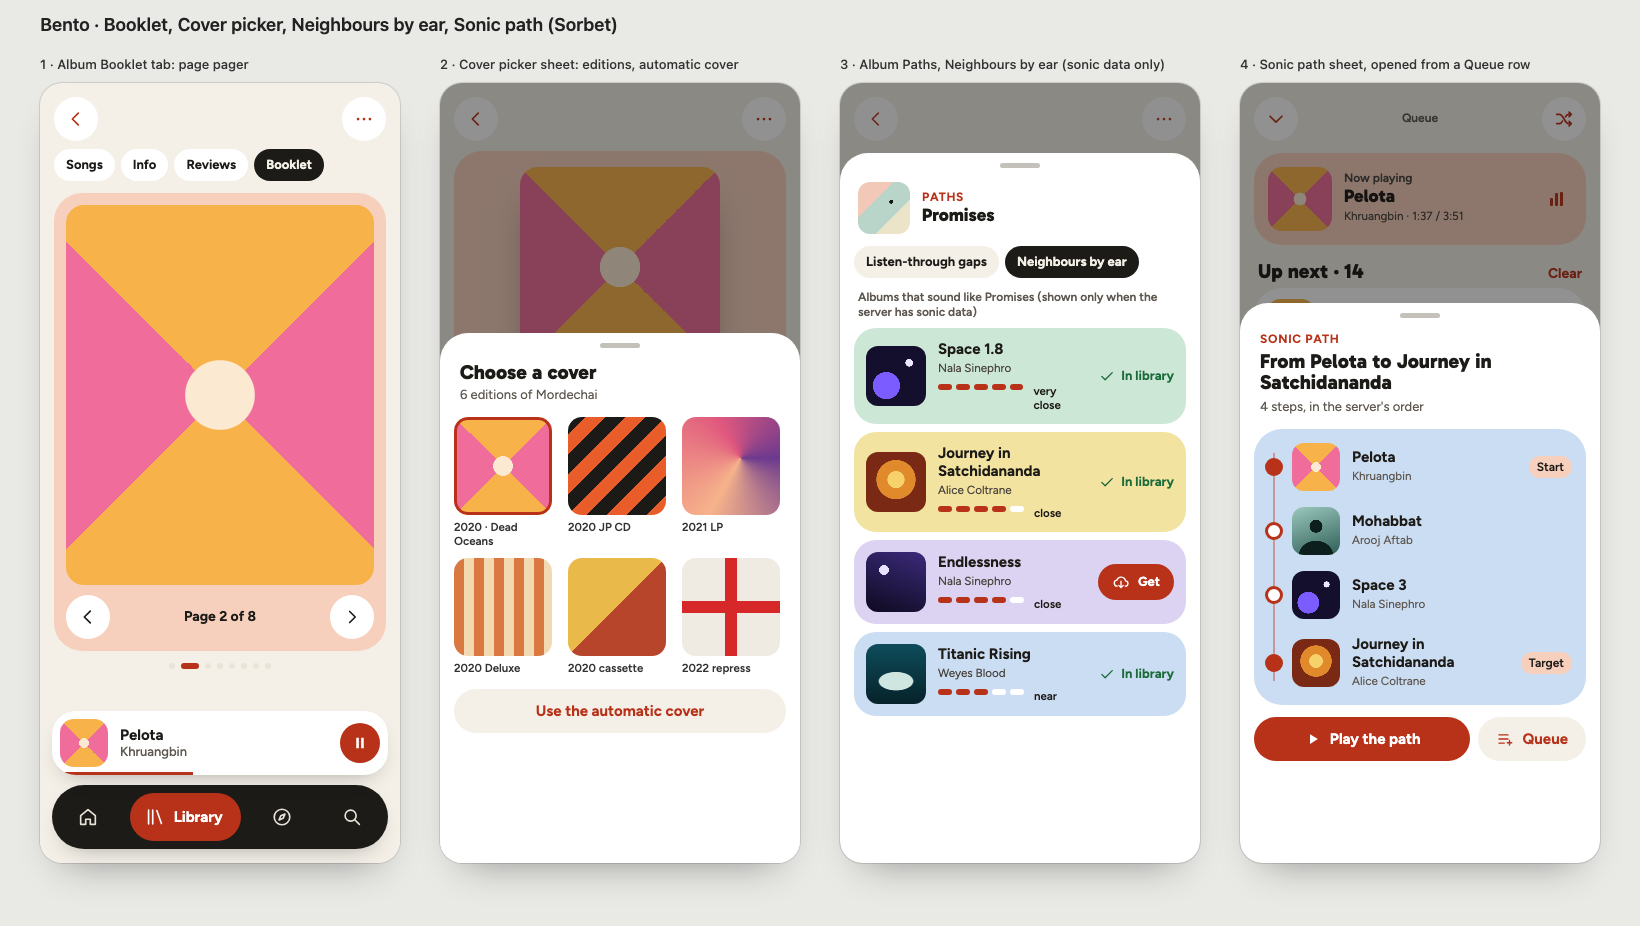 Bento · Booklet, Cover picker, Neighbours by ear, Sonic path (Sorbet)
1 · Album Booklet tab: page pager
Songs
Info
Reviews
Booklet
Page 2 of 8
Pelota
Khruangbin
Library
2 · Cover picker sheet: editions, automatic cover
Choose a cover
6 editions of Mordechai
2020 · Dead
Oceans
2020 JP CD
2021 LP
2020 Deluxe
2020 cassette
2022 repress
Use the automatic cover
3 · Album Paths, Neighbours by ear (sonic data only)
PATHS
Promises
Listen-through gaps
Neighbours by ear
Albums that sound like Promises (shown only when the
server has sonic data)
Space 1.8
Nala Sinephro
very
close
In library
Journey in
Satchidananda
Alice Coltrane
close
In library
Endlessness
Nala Sinephro
close
Get
Titanic Rising
Weyes Blood
near
In library
4 · Sonic path sheet, opened from a Queue row
Queue
Now playing
Pelota
Khruangbin · 1:37 / 3:51
Up next · 14
Clear
SONIC PATH
From Pelota to Journey in
Satchidananda
4 steps, in the server's order
Pelota
Khruangbin
Start
Mohabbat
Arooj Aftab
Space 3
Nala Sinephro
Journey in
Satchidananda
Alice Coltrane
Target
Play the path
Queue